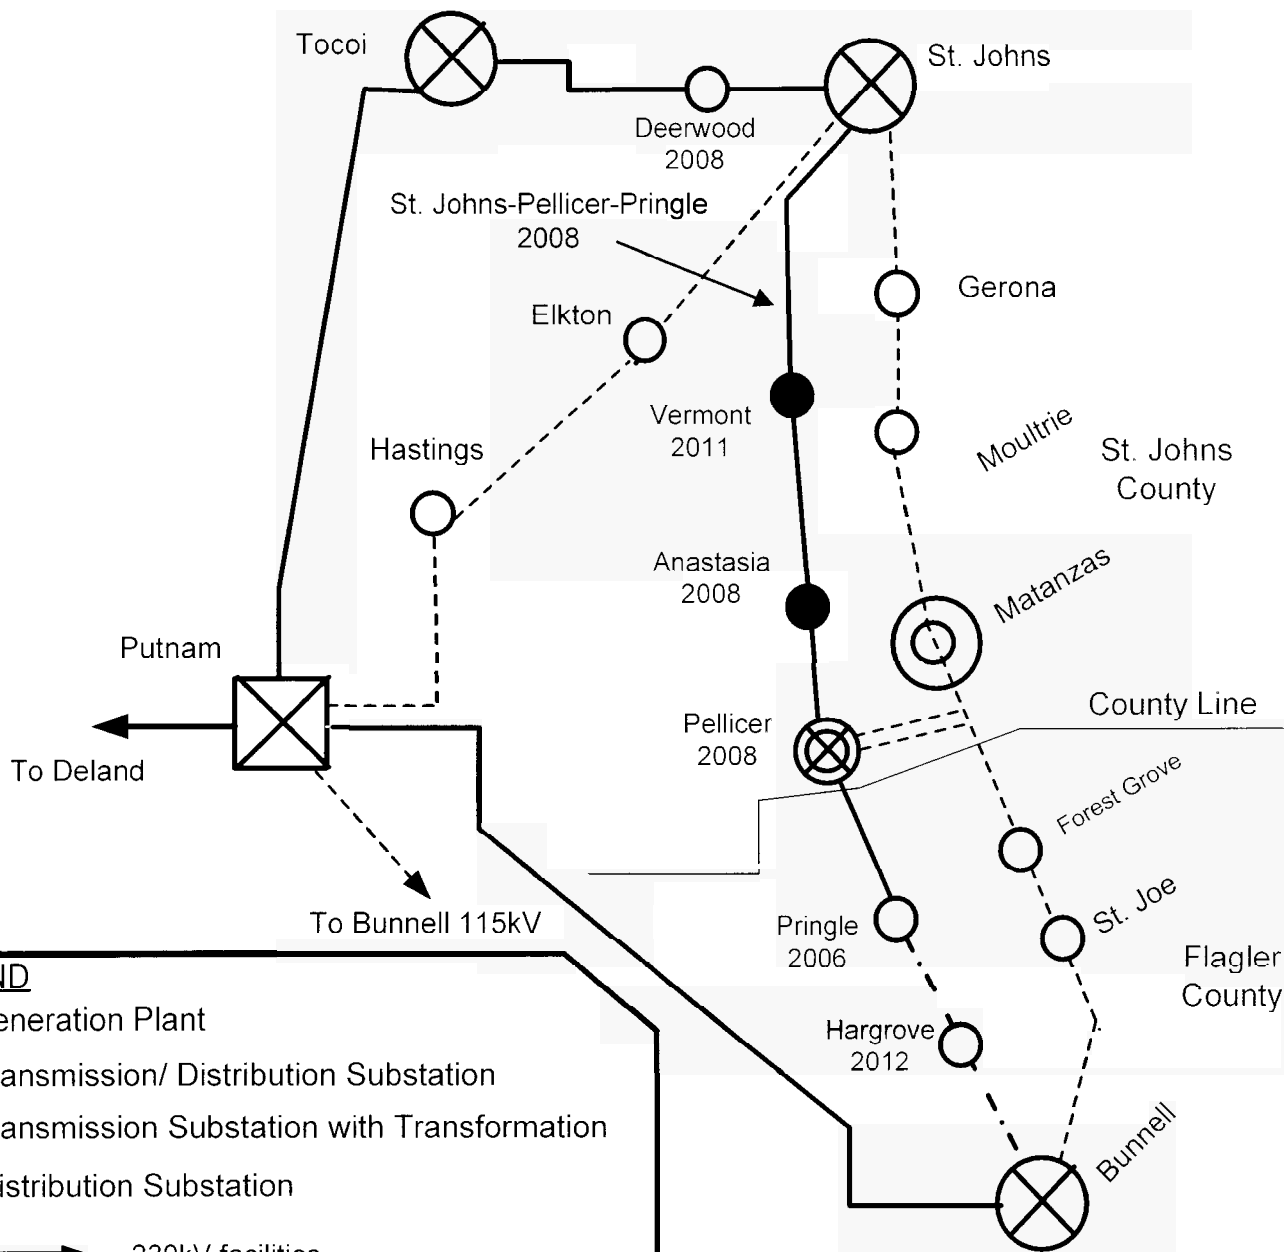 Tocoi
St. Johns
Deerwood
2008
St. Johns-Pellicer-Pringle
2008
Gerona
Elkton
Vermont
2011
Moultrie
Hastings
St. Johns
County
Anastasia
2008
Matanzas
Putnam
County Line
Pellicer
2008
To Deland
Forest Grove
St. Joe
To Bunnell 115kV
Pringle
2006
Flagler
County
Hargrove
2012
Bunnell
ND
eneration Plant
ansmission/ Distribution Substation
ansmission Substation with Transformation
istribution Substation
230kV facilities